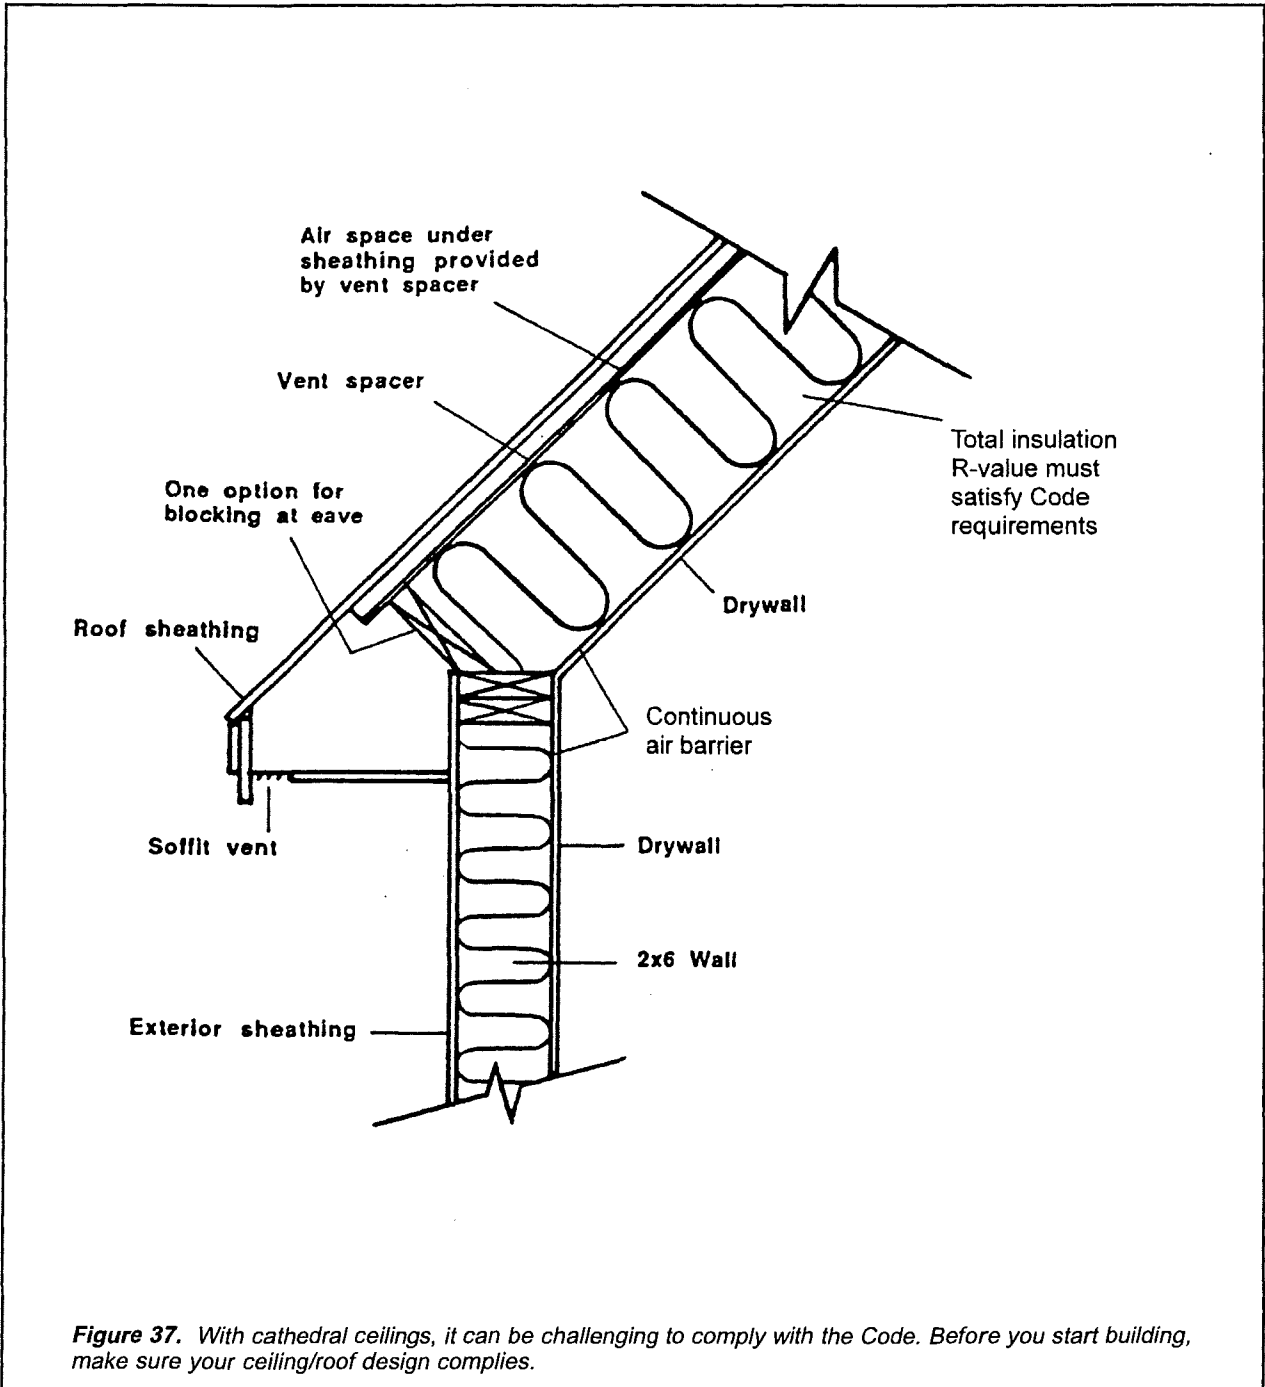 Air space under
sheathing provided
by vent spacer
Vent spacer
One option for
blocking at eave
Total insulation
R-value must
satisfy Code
requirements
Drywall
Roof sheathing
Continuous
air barrier
Soffit vent
Drywall
2x6 Wall
Exterior sheathing
Figure 37. With cathedral ceilings, it can be challenging to comply with the Code. Before you start building,
make sure your ceiling/roof design complies.